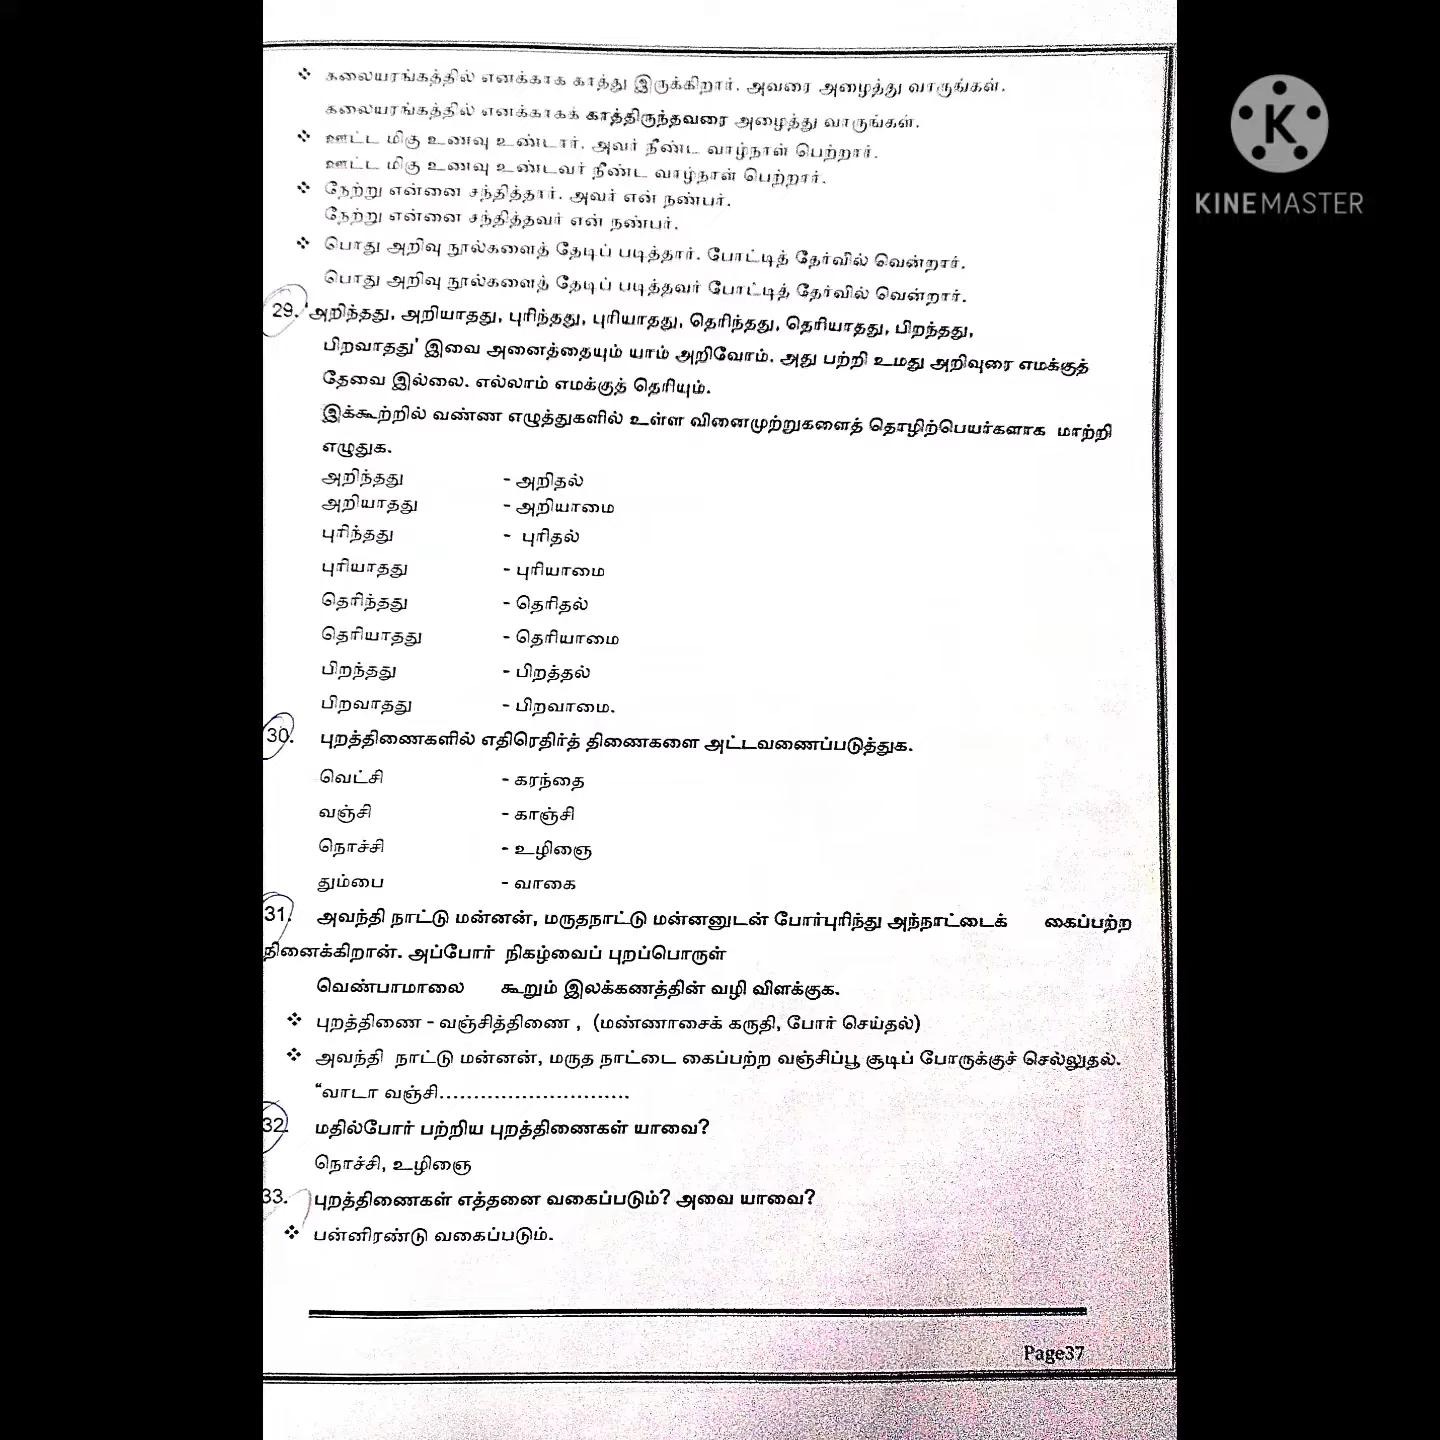 ❖ கலையரங்கத்தில் எனக்காக காத்து இருக்கிறார். அவரை அழைத்து வாருங்கள்.
கலையரங்கத்தில் எனக்காகக் காத்திருந்தவரை அழைத்து வாருங்கள்.
❖ ஊட்ட மிகு உணவு உண்டார். அவர் நீண்ட வாழ்நாள் பெற்றார்.
ஊட்ட மிகு உணவு உண்டவர் நீண்ட வாழ்நாள் பெற்றார்.
❖ நேற்று என்னை சந்தித்தார். அவர் என் நண்பர்.
நேற்று என்னை சந்தித்தவர் என் நண்பர்.
❖ பொது அறிவு நூல்களைத் தேடிப் படித்தார். போட்டித் தேர்வில் வென்றார்.
பொது அறிவு நூல்களைத் தேடிப் படித்தவர் போட்டித் தேர்வில் வென்றார்.
29. 'அறிந்தது, அறியாதது, புரிந்தது, புரியாதது, தெரிந்தது, தெரியாதது, பிறந்தது,
பிறவாதது' இவை அனைத்தையும் யாம் அறிவோம். அது பற்றி உமது அறிவுரை எமக்குத்
தேவை இல்லை. எல்லாம் எமக்குத் தெரியும்.
இக்கூற்றில் வண்ண எழுத்துகளில் உள்ள வினைமுற்றுகளைத் தொழிற்பெயர்களாக மாற்றி
எழுதுக.
அறிந்தது - அறிதல்
அறியாதது - அறியாமை
புரிந்தது - புரிதல்
புரியாதது - புரியாமை
தெரிந்தது - தெரிதல்
தெரியாதது - தெரியாமை
பிறந்தது - பிறத்தல்
பிறவாதது - பிறவாமை.
30. புறத்திணைகளில் எதிரெதிர்த் திணைகளை அட்டவணைப்படுத்துக.
வெட்சி - கரந்தை
வஞ்சி - காஞ்சி
நொச்சி - உழிஞை
தும்பை - வாகை
31. அவந்தி நாட்டு மன்னன், மருதநாட்டு மன்னனுடன் போர்புரிந்து அந்நாட்டைக் கைப்பற்ற
நினைக்கிறான். அப்போர் நிகழ்வைப் புறப்பொருள்
வெண்பாமாலை கூறும் இலக்கணத்தின் வழி விளக்குக.
❖ புறத்திணை – வஞ்சித்திணை , (மண்ணாசைக் கருதி, போர் செய்தல்)
❖ அவந்தி நாட்டு மன்னன், மருத நாட்டை கைப்பற்ற வஞ்சிப்பூ சூடிப் போருக்குச் செல்லுதல்.
“வாடா வஞ்சி...........................
32. மதில்போர் பற்றிய புறத்திணைகள் யாவை?
நொச்சி, உழிஞை
33. புறத்திணைகள் எத்தனை வகைப்படும்? அவை யாவை?
❖ பன்னிரண்டு வகைப்படும்.
Page37
K
KINEMASTER